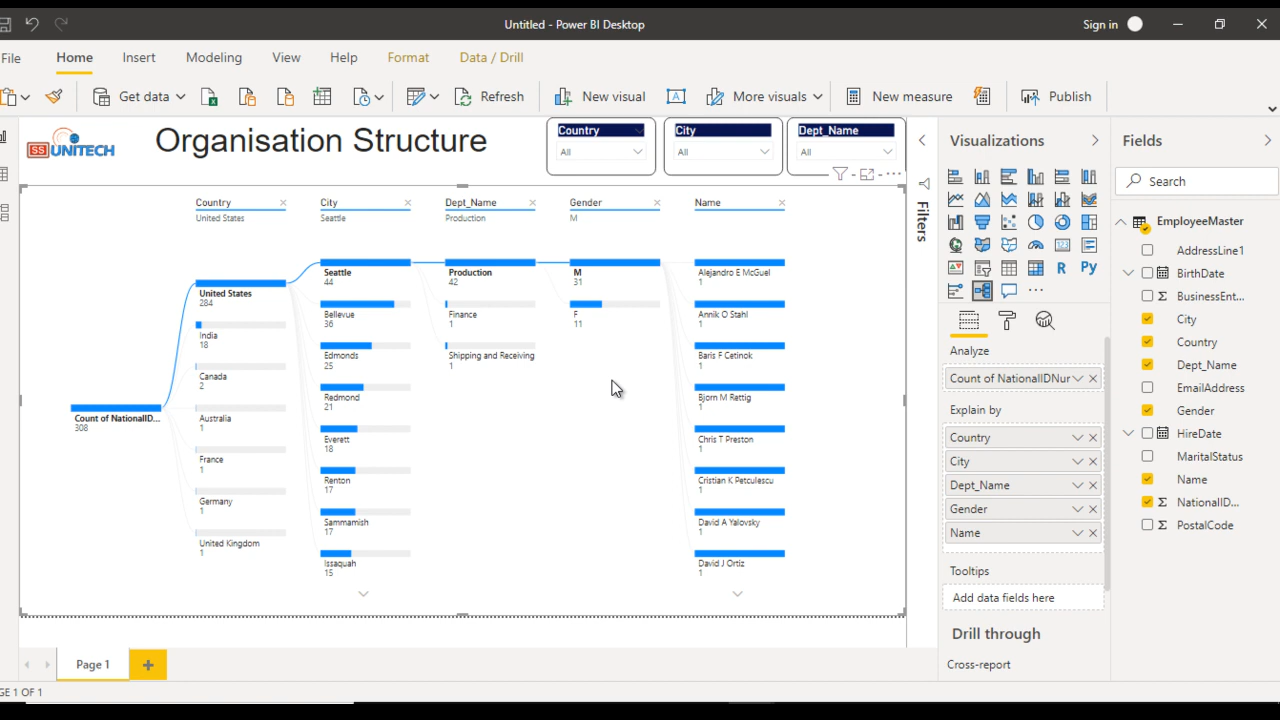 Untitled - Power BI Desktop
Sign in
File
Home
Insert
Modeling
View
Help
Format
Data / Drill
Get data
Refresh
New visual
More visuals
New measure
Publish
SS UNITECH
Organisation Structure
Country
All
City
All
Dept_Name
All
Country
United States
City
Seattle
Dept_Name
Production
Gender
M
Name
Count of NationalID...
308
United States
284
India
18
Canada
2
Australia
1
France
1
Germany
1
United Kingdom
1
Seattle
44
Bellevue
36
Edmonds
25
Redmond
21
Everett
18
Renton
17
Sammamish
17
Issaquah
15
Production
42
Finance
1
Shipping and Receiving
1
M
31
F
11
Alejandro E McGuel
1
Annik O Stahl
1
Baris F Cetinok
1
Bjorn M Rettig
1
Chris T Preston
1
Cristian K Petculescu
1
David A Yalovsky
1
David J Ortiz
1
Filters
Visualizations
R
Py
Analyze
Count of NationalIDNur
Explain by
Country
City
Dept_Name
Gender
Name
Tooltips
Add data fields here
Drill through
Cross-report
Fields
Search
EmployeeMaster
AddressLine1
BirthDate
Σ BusinessEnt...
City
Country
Dept_Name
EmailAddress
Gender
HireDate
MaritalStatus
Name
Σ NationalID...
Σ PostalCode
Page 1
GE 1 OF 1